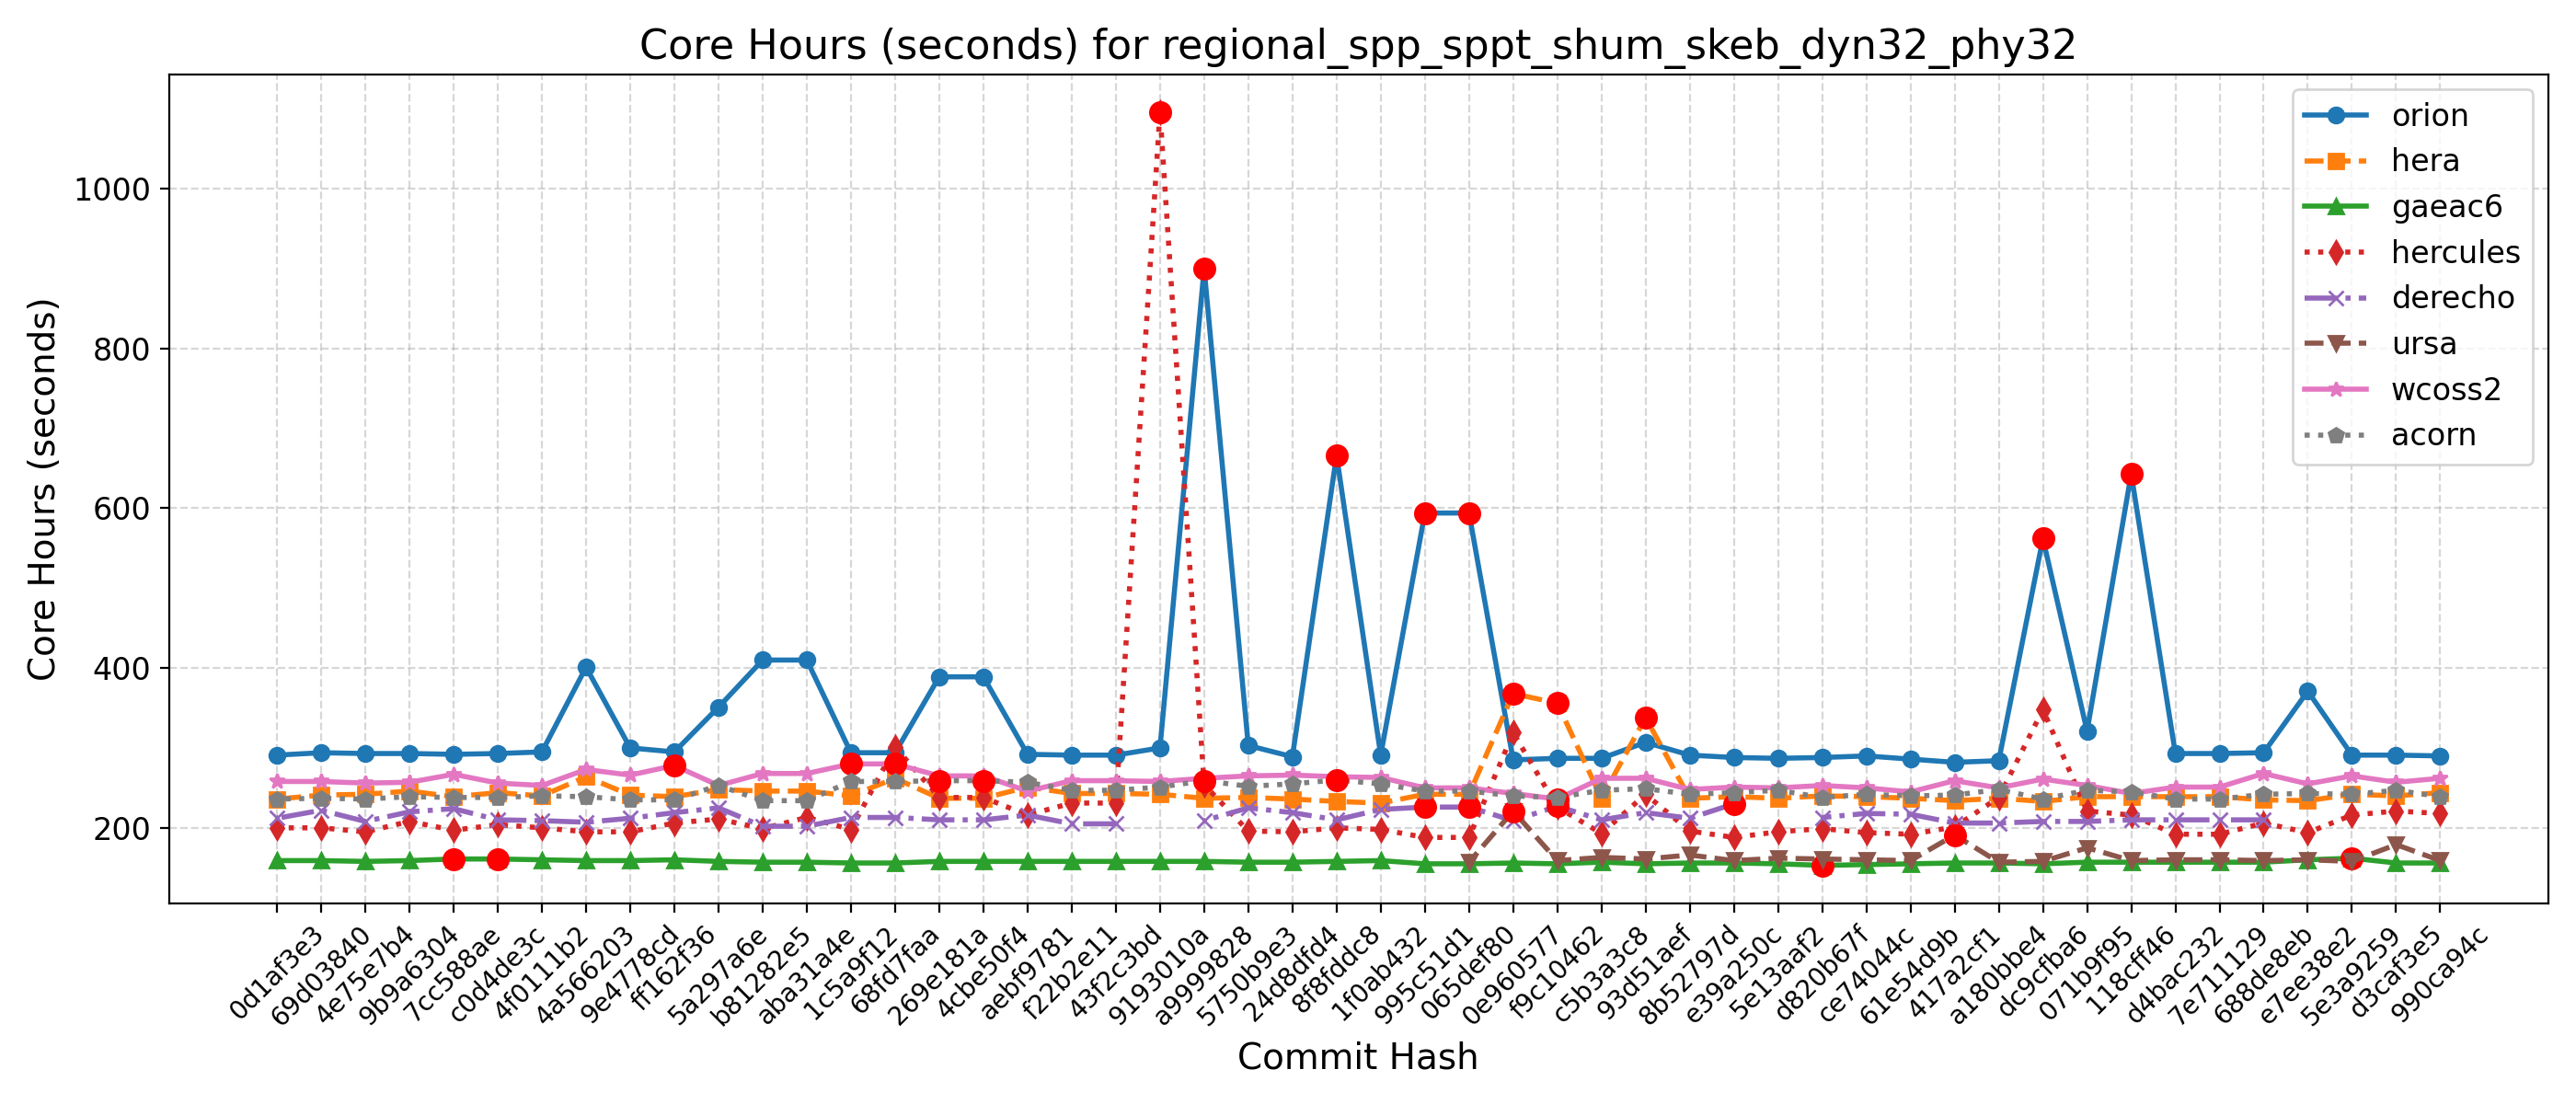 Core Hours (seconds) for regional_spp_sppt_shum_skeb_dyn32_phy32
Core Hours (seconds)
1000
800
600
400
200
orion
hera
gaeac6
hercules
derecho
ursa
wcoss2
acorn
0d1af3e3
69d03840
4e75e7b4
9b9a6304
7cc588ae
c0d4de3c
4f0111b2
4a566203
9e4778cd
ff162f36
5a297a6e
b81282e5
aba31a4e
1c5a9f12
68fd7faa
269e181a
4cbe50f4
aebf9781
f22b2e11
43f2c3bd
9193010a
a9999828
5750b9e3
24d8dfd4
8f8fddc8
1f0ab432
995c51d1
065def80
0e960577
f9c10462
c5b3a3c8
93d51aef
8b52797d
e39a250c
5e13aaf2
d820b67f
ce74044c
61e54d9b
417a2cf1
a180bbe4
dc9cfba6
071b9f95
118cff46
d4bac232
7e711129
688de8eb
e7ee38e2
5e3a9259
d3caf3e5
990ca94c
Commit Hash